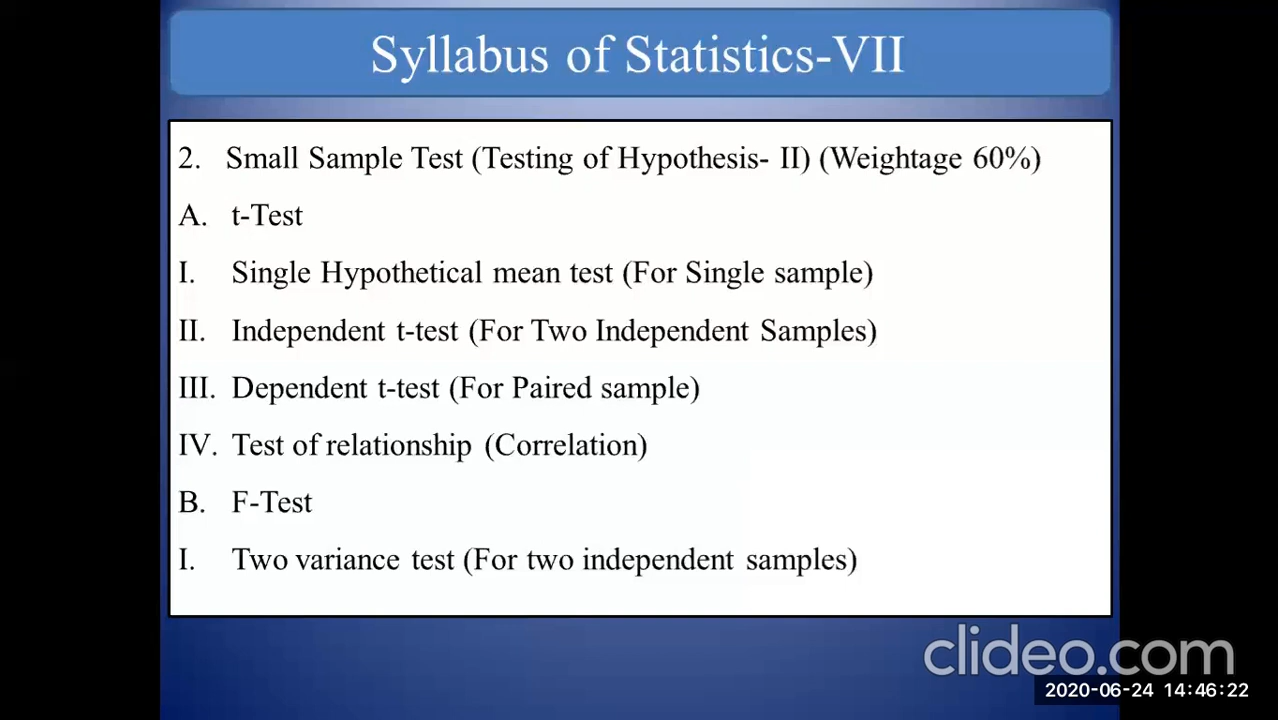 Syllabus of Statistics-VII
2. Small Sample Test (Testing of Hypothesis- II) (Weightage 60%)
A. t-Test
I. Single Hypothetical mean test (For Single sample)
II. Independent t-test (For Two Independent Samples)
III. Dependent t-test (For Paired sample)
IV. Test of relationship (Correlation)
B. F-Test
I. Two variance test (For two independent samples)
clideo.com
2020-06-24 14:46:22